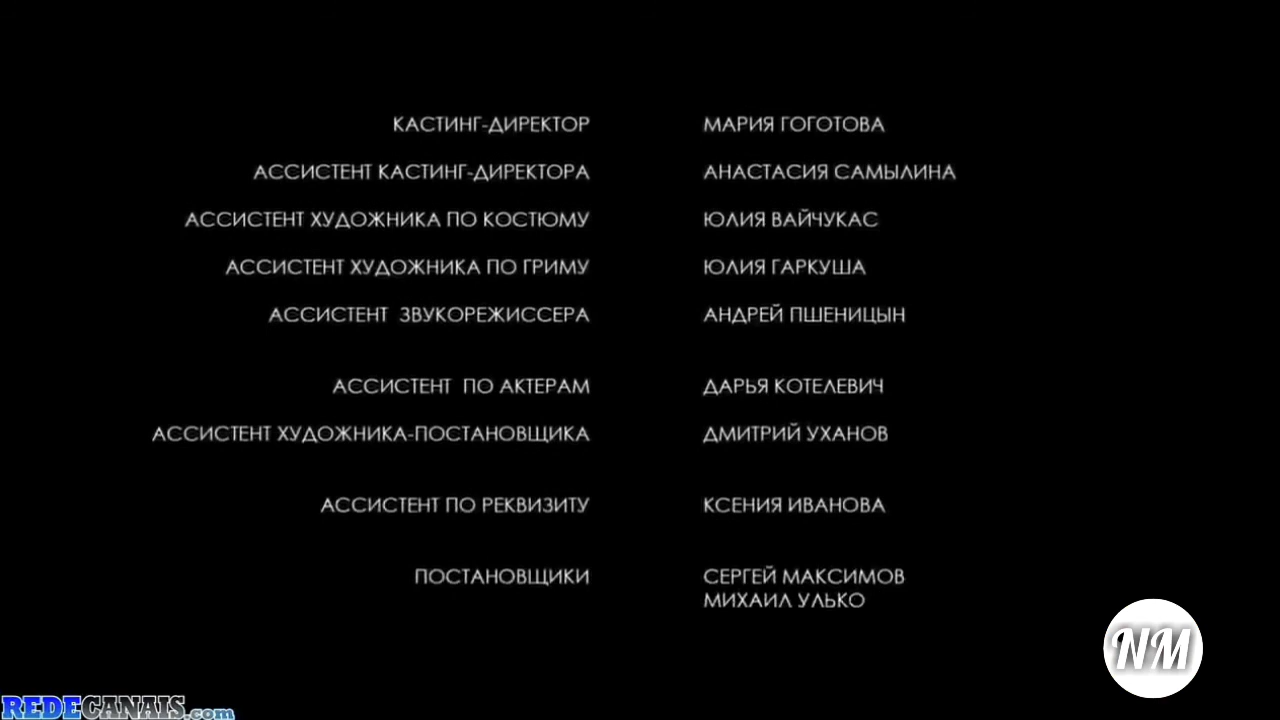 КАСТИНГ-ДИРЕКТОР МАРИЯ ГОГОТОВА
АССИСТЕНТ КАСТИНГ-ДИРЕКТОРА АНАСТАСИЯ САМЫЛИНА
АССИСТЕНТ ХУДОЖНИКА ПО КОСТЮМУ ЮЛИЯ ВАЙЧУКАС
АССИСТЕНТ ХУДОЖНИКА ПО ГРИМУ ЮЛИЯ ГАРКУША
АССИСТЕНТ ЗВУКОРЕЖИССЕРА АНДРЕЙ ПШЕНИЦЫН
АССИСТЕНТ ПО АКТЕРАМ ДАРЬЯ КОТЕЛЕВИЧ
АССИСТЕНТ ХУДОЖНИКА-ПОСТАНОВЩИКА ДМИТРИЙ УХАНОВ
АССИСТЕНТ ПО РЕКВИЗИТУ КСЕНИЯ ИВАНОВА
ПОСТАНОВЩИКИ СЕРГЕЙ МАКСИМОВ
МИХАИЛ УЛЬКО
NM
REDECANAIS.com